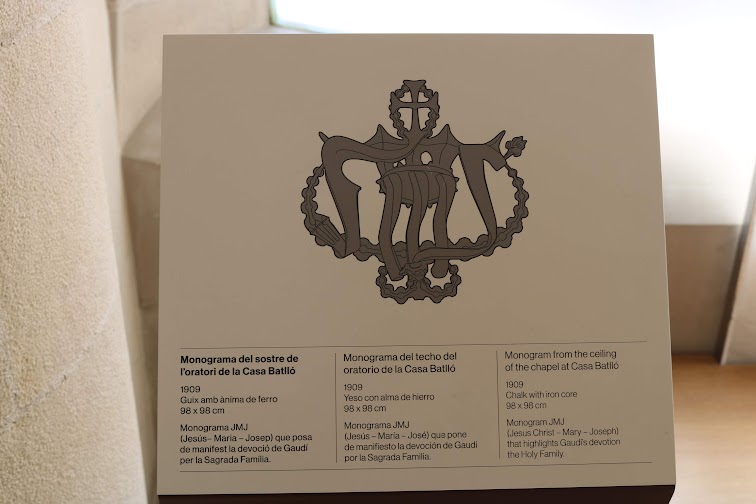 Monograma del sostre de
l'oratori de la Casa Batlló
1909
Guix amb ànima de ferro
98 x 98 cm
Monograma JMJ
(Jesús– Maria – Josep) que posa
de manifest la devoció de Gaudí
per la Sagrada Família.
Monograma del techo del
oratorio de la Casa Batlló
1909
Yeso con alma de hierro
98 x 98 cm
Monograma JMJ
(Jesús – María – José) que pone
de manifiesto la devoción de Gaudí
por la Sagrada Familia.
Monogram from the ceiling
of the chapel at Casa Batlló
1909
Chalk with iron core
98 x 98 cm
Monogram JMJ
(Jesus Christ – Mary – Joseph)
that highlights Gaudí's devotion
the Holy Family.